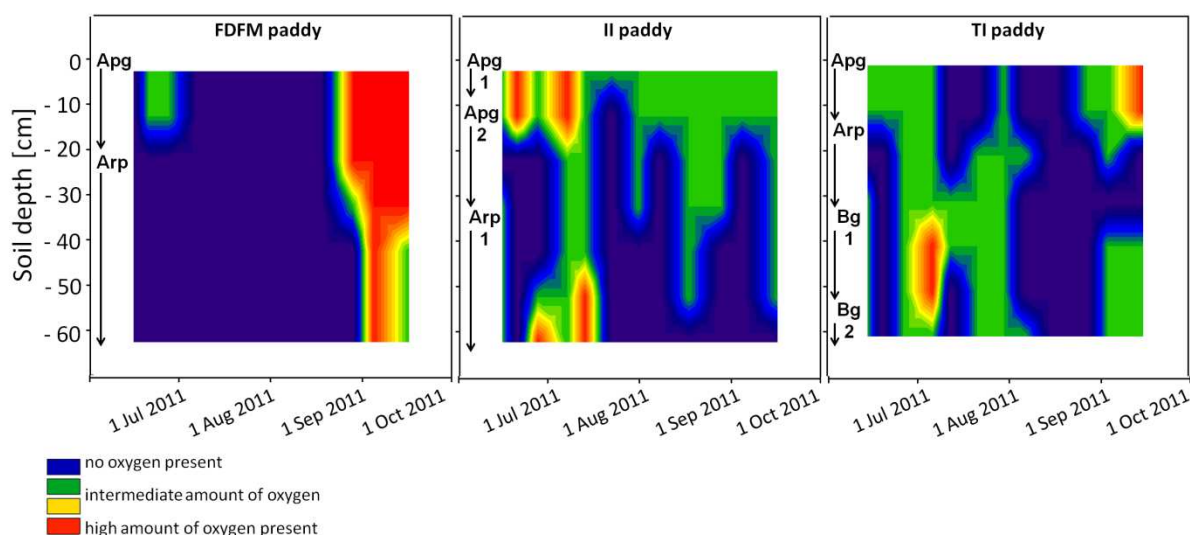 FDFM paddy
II paddy
TI paddy
Soil depth [cm]
0
- 10
- 20
- 30
- 40
- 50
- 60
Apg
Arp
Apg
1
Apg
2
Arp
1
Apg
Arp
Bg
1
Bg
2
1 Jul 2011
1 Aug 2011
1 Sep 2011
1 Oct 2011
1 Jul 2011
1 Aug 2011
1 Sep 2011
1 Oct 2011
1 Jul 2011
1 Aug 2011
1 Sep 2011
1 Oct 2011
no oxygen present
intermediate amount of oxygen
high amount of oxygen present